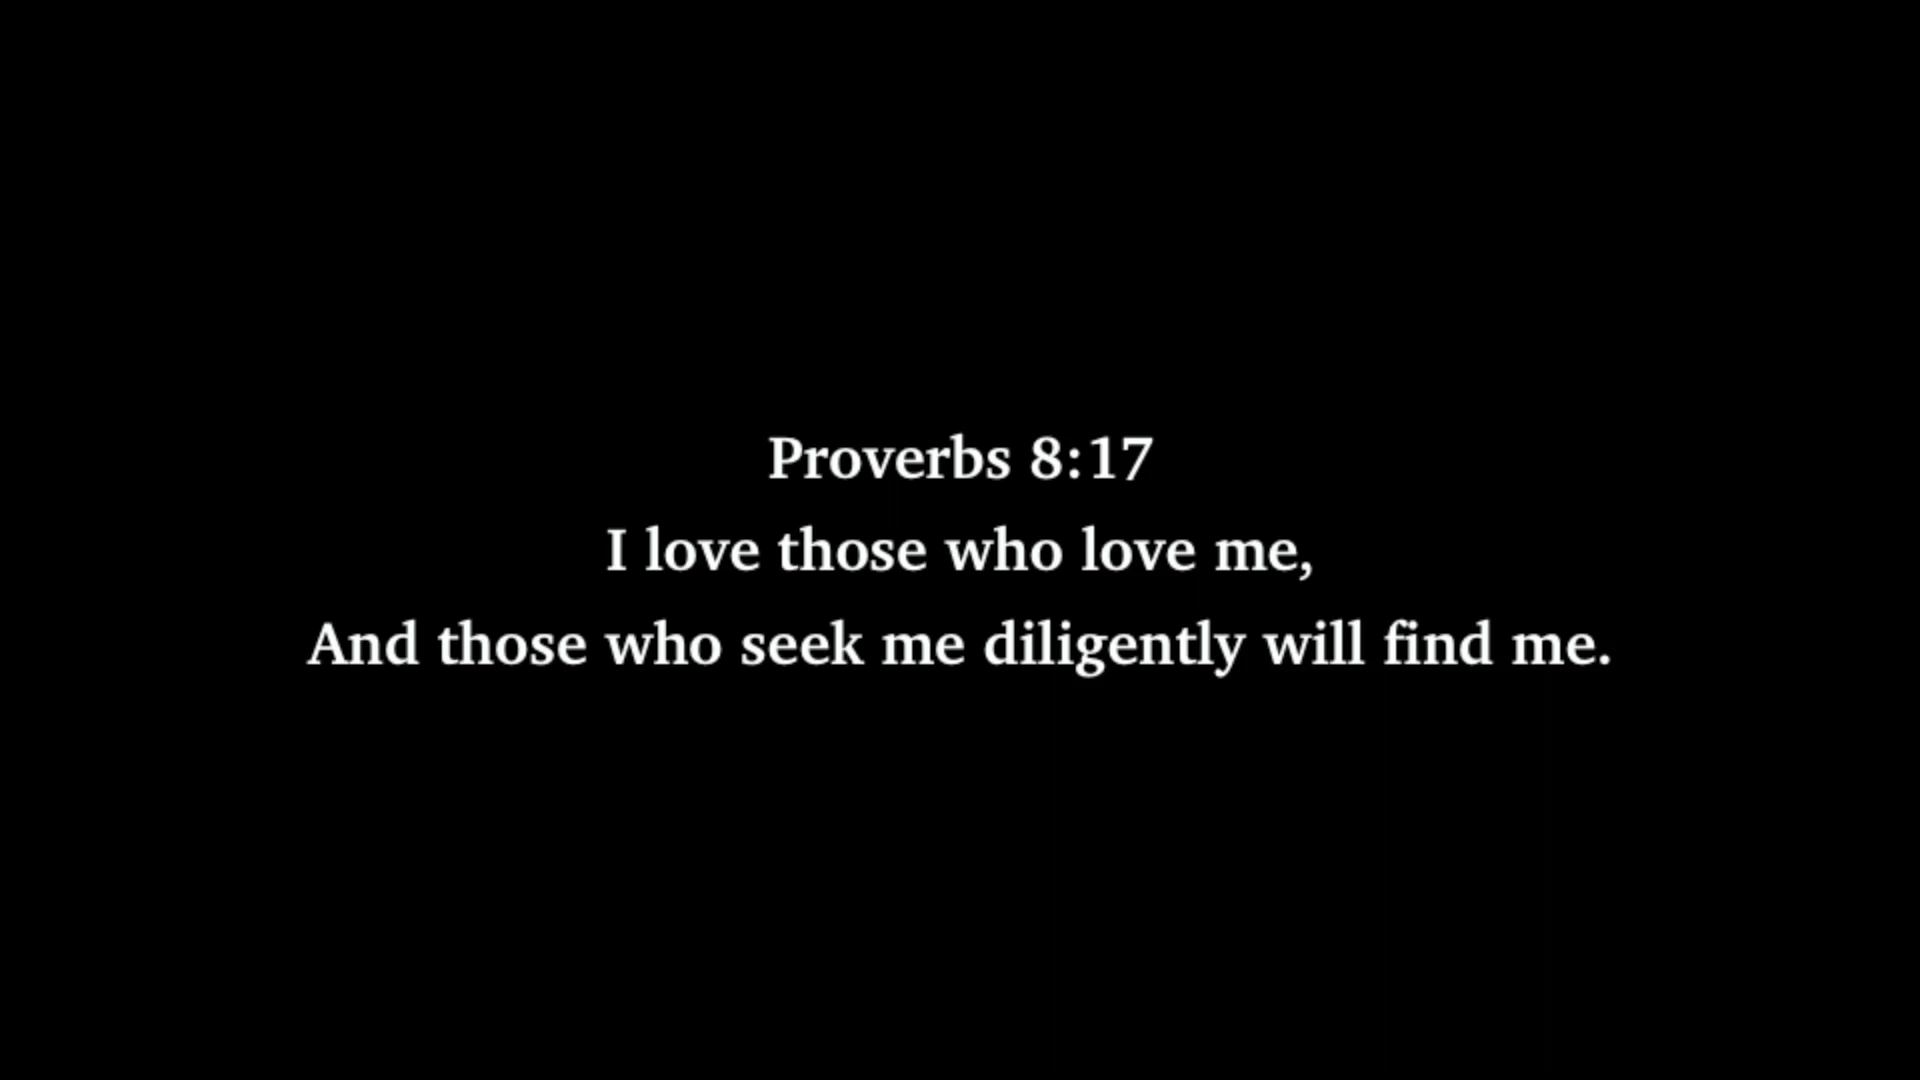 Proverbs 8:17
I love those who love me,
And those who seek me diligently will find me.